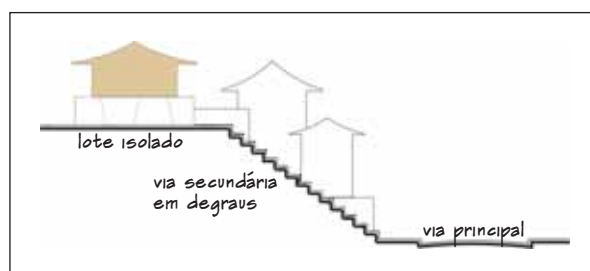 lote isolado
via secundária
em degraus
via principal